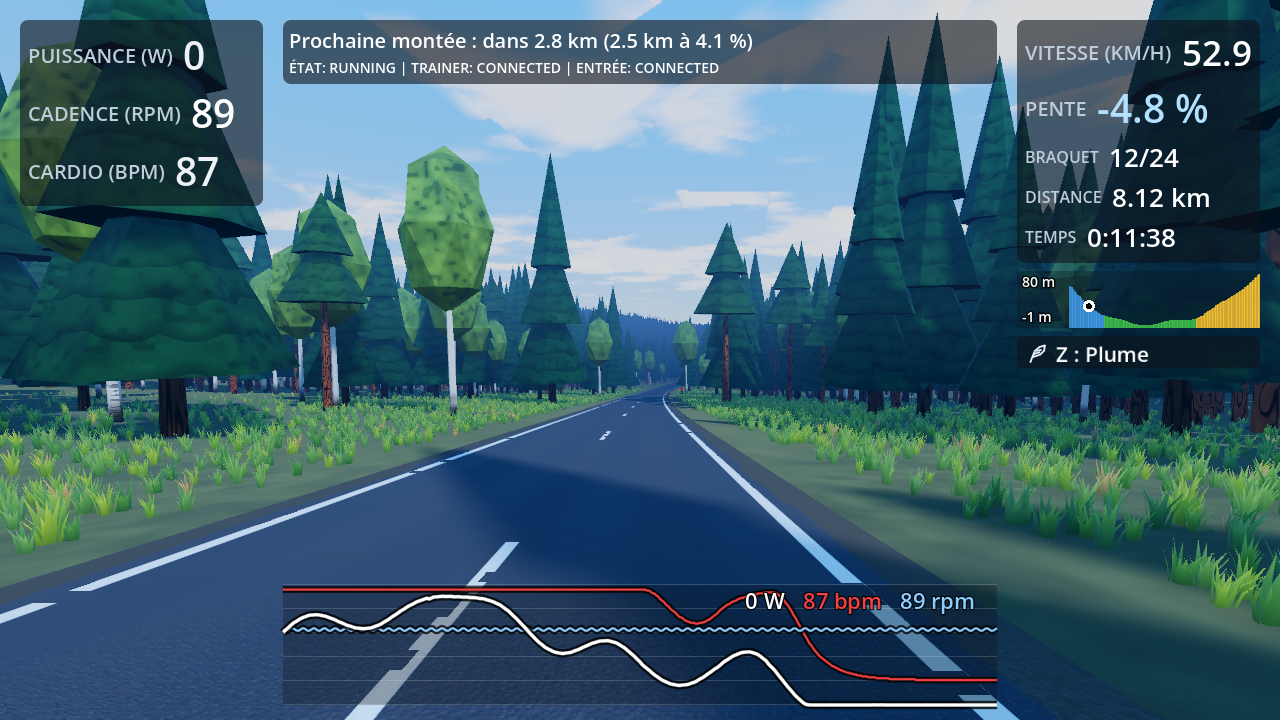 PUISSANCE (W) 0
CADENCE (RPM) 89
CARDIO (BPM) 87
Prochaine montée : dans 2.8 km (2.5 km à 4.1 %)
ÉTAT: RUNNING | TRAINER: CONNECTED | ENTRÉE: CONNECTED
VITESSE (KM/H) 52.9
PENTE -4.8 %
BRAQUET 12/24
DISTANCE 8.12 km
TEMPS 0:11:38
80 m
-1 m
Z : Plume
0 W 87 bpm 89 rpm